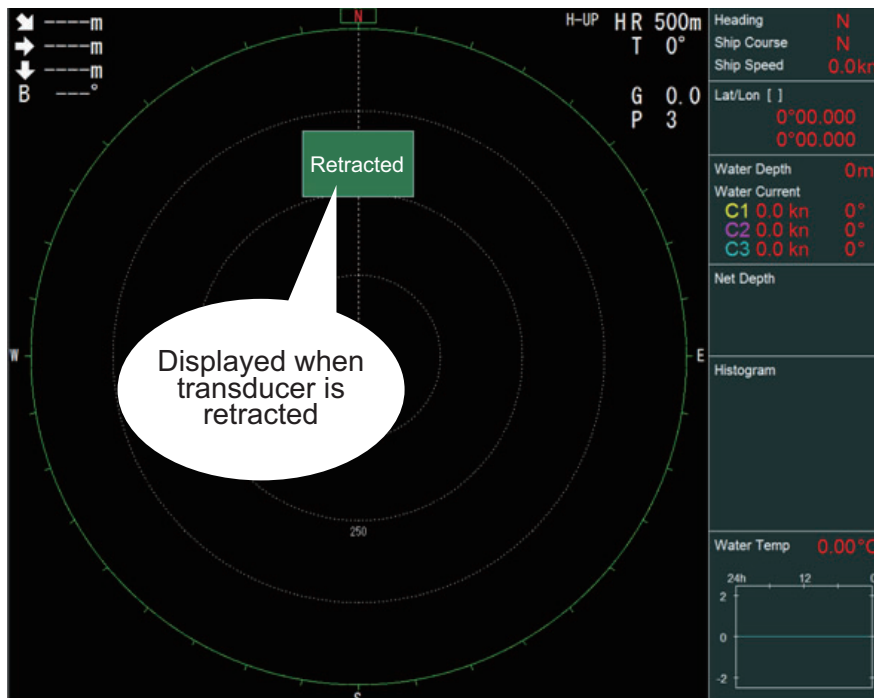 ----m
----m
----m
B ---°
N
H-UP HR 500m
T 0°
G 0.0
P 3
Retracted
Displayed when
transducer is
retracted
W
E
250
S
Heading N
Ship Course N
Ship Speed 0.0kn
Lat/Lon [ ]
0°00.000
0°00.000
Water Depth 0m
Water Current
C1 0.0 kn 0°
C2 0.0 kn 0°
C3 0.0 kn 0°
Net Depth
Histogram
Water Temp 0.00°C
24h 12 0
2
0
-2